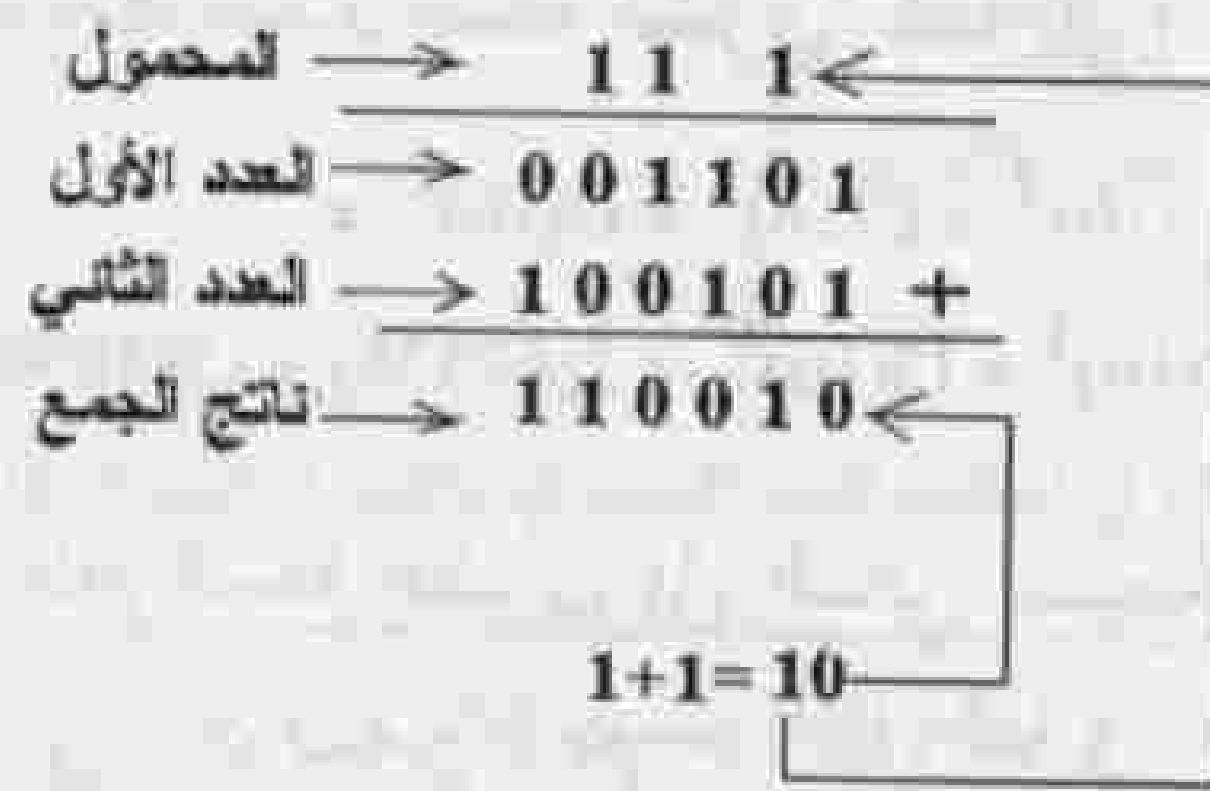 المحمول → 1 1 1 ←
العدد الأول → 0 0 1 1 0 1
العدد الثاني → 1 0 0 1 0 1 +
ناتج الجمع → 1 1 0 0 1 0 ←
1+1= 10